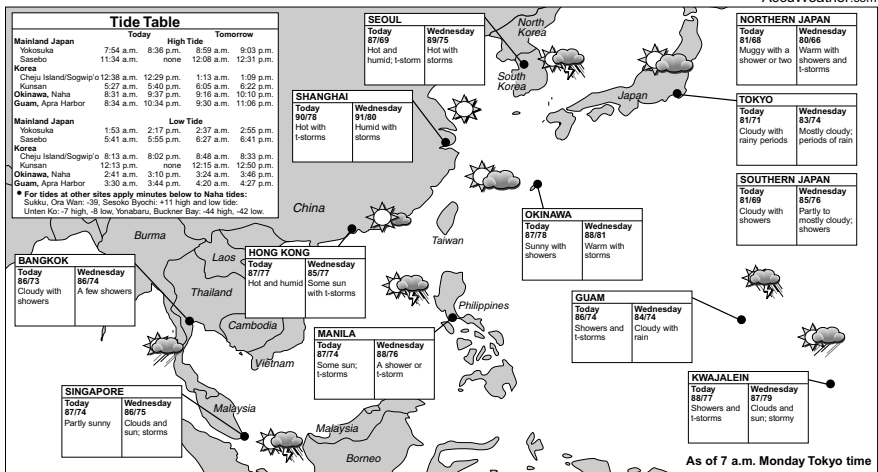 AccuWeather.com
Tide Table
Today Tomorrow
High Tide
Mainland Japan
Yokosuka 7:54 a.m. 8:36 p.m. 8:59 a.m. 9:03 p.m.
Sasebo 11:34 a.m. none 12:08 a.m. 12:31 p.m.
Korea
Cheju Island/Sogwip'o 12:38 a.m. 12:29 p.m. 1:13 a.m. 1:09 p.m.
Kunsan 5:27 a.m. 5:40 p.m. 6:05 a.m. 6:22 p.m.
Okinawa, Naha 8:31 a.m. 9:37 p.m. 9:16 a.m. 10:10 p.m.
Guam, Apra Harbor 8:34 a.m. 10:34 p.m. 9:30 a.m. 11:06 p.m.
Mainland Japan Low Tide
Yokosuka 1:53 a.m. 2:17 p.m. 2:37 a.m. 2:55 p.m.
Sasebo 5:41 a.m. 5:55 p.m. 6:27 a.m. 6:41 p.m.
Korea
Cheju Island/Sogwip'o 8:13 a.m. 8:02 p.m. 8:48 a.m. 8:33 p.m.
Kunsan 12:13 p.m. none 12:15 a.m. 12:50 p.m.
Okinawa, Naha 2:41 a.m. 3:10 p.m. 3:24 a.m. 3:46 p.m.
Guam, Apra Harbor 3:30 a.m. 3:44 p.m. 4:20 a.m. 4:27 p.m.
• For tides at other sites apply minutes below to Naha tides:
Sukku, Ora Wan: -39, Sesoko Byochi: +11 high and low tide:
Unten Ko: -7 high, -8 low, Yonabaru, Buckner Bay: -44 high, -42 low.
SEOUL
Today
87/69
Hot and
humid; t-storm
Wednesday
89/75
Hot with
storms
North
Korea
South
Korea
Japan
NORTHERN JAPAN
Today
81/68
Muggy with a
shower or two
Wednesday
80/66
Warm with
showers and
t-storms
SHANGHAI
Today
90/78
Hot with
t-storms
Wednesday
91/80
Humid with
storms
TOKYO
Today
81/71
Cloudy with
rainy periods
Wednesday
83/74
Mostly cloudy;
periods of rain
SOUTHERN JAPAN
Today
81/69
Cloudy with
showers
Wednesday
85/76
Partly to
mostly cloudy;
showers
China
Taiwan
OKINAWA
Today
87/78
Sunny with
showers
Wednesday
88/81
Warm with
storms
Burma
Laos
Thailand
Cambodia
Vietnam
BANGKOK
Today
86/73
Cloudy with
showers
Wednesday
86/74
A few showers
HONG KONG
Today
87/77
Hot and humid
Wednesday
85/77
Some sun
with t-storms
Philippines
GUAM
Today
86/74
Showers and
t-storms
Wednesday
84/74
Cloudy with
rain
MANILA
Today
87/74
Some sun;
t-storms
Wednesday
88/76
A shower or
t-storm
KWAJALEIN
Today
88/77
Showers and
t-storms
Wednesday
87/79
Clouds and
sun; stormy
SINGAPORE
Today
87/74
Partly sunny
Wednesday
86/75
Clouds and
sun; storms
Malaysia
Malaysia
Borneo
As of 7 a.m. Monday Tokyo time